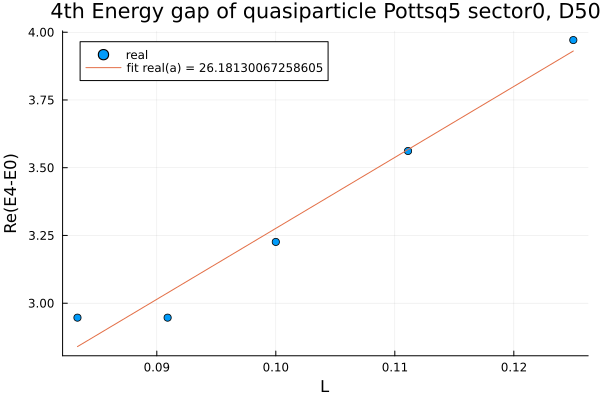 4th Energy gap of quasiparticle Pottsq5 sector0, D50
4.00
real
fit real(a) = 26.18130067258605
3.75
3.50
3.25
3.00
Re(E4-E0)
0.09
0.10
0.11
0.12
L